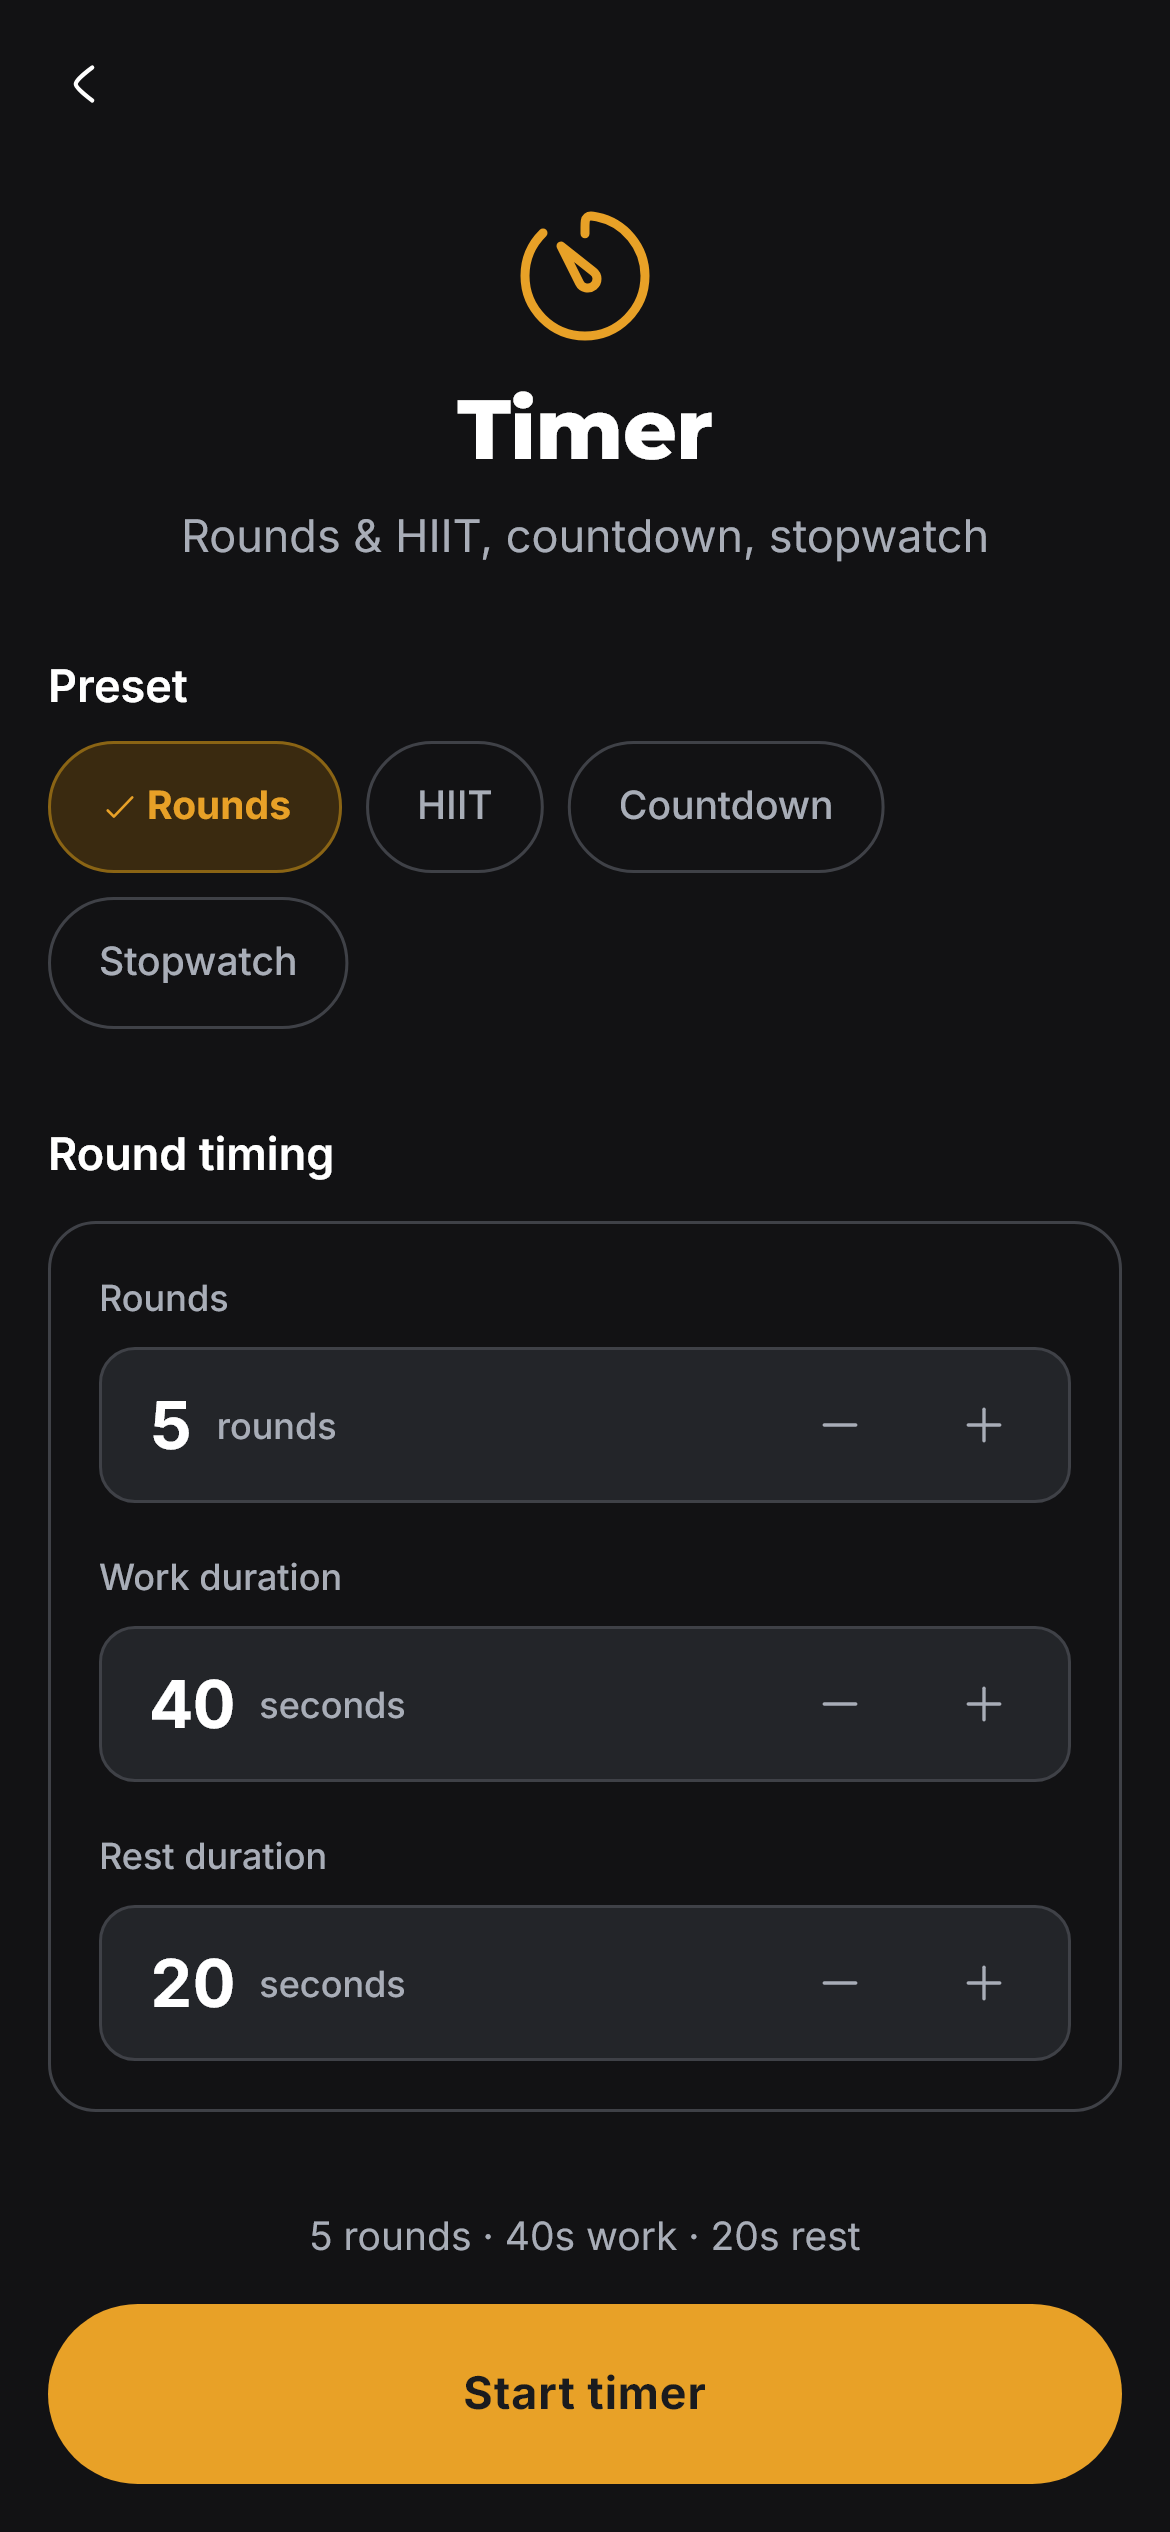 Timer
Rounds & HIIT, countdown, stopwatch
Preset
Rounds
HIIT
Countdown
Stopwatch
Round timing
Rounds
5 rounds
Work duration
40 seconds
Rest duration
20 seconds
5 rounds · 40s work · 20s rest
Start timer